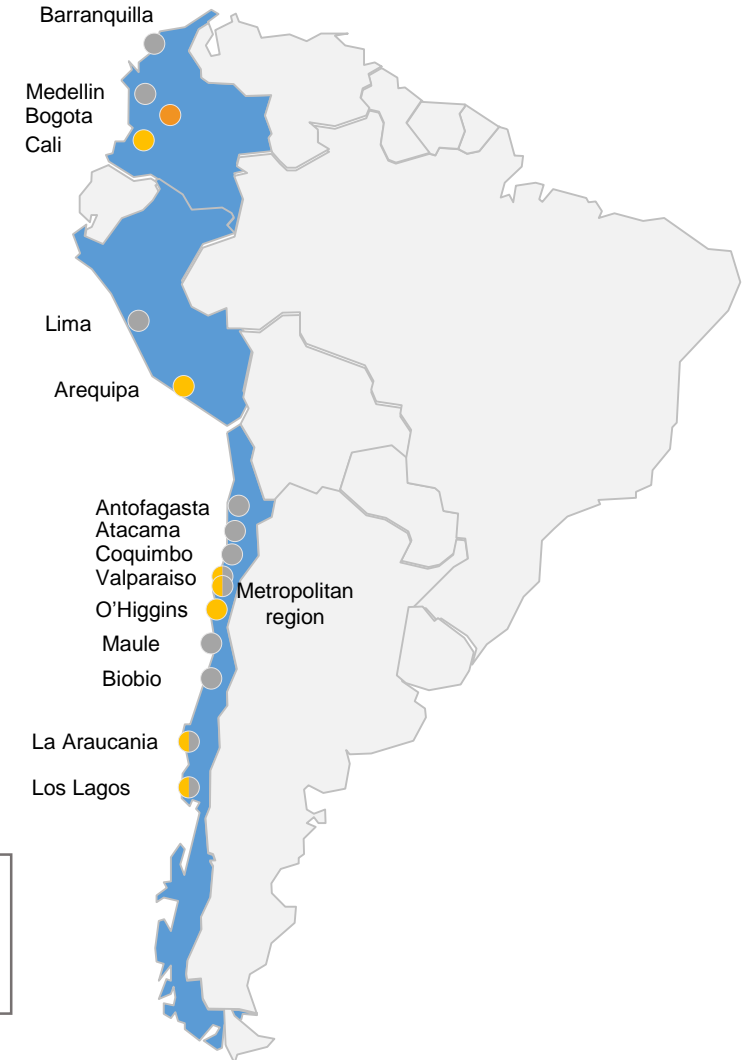 Barranquilla
Medellin
Bogota
Cali
Lima
Arequipa
Antofagasta
Atacama
Coquimbo
Valparaiso
Metropolitan
region
O'Higgins
Maule
Biobio
La Araucania
Los Lagos